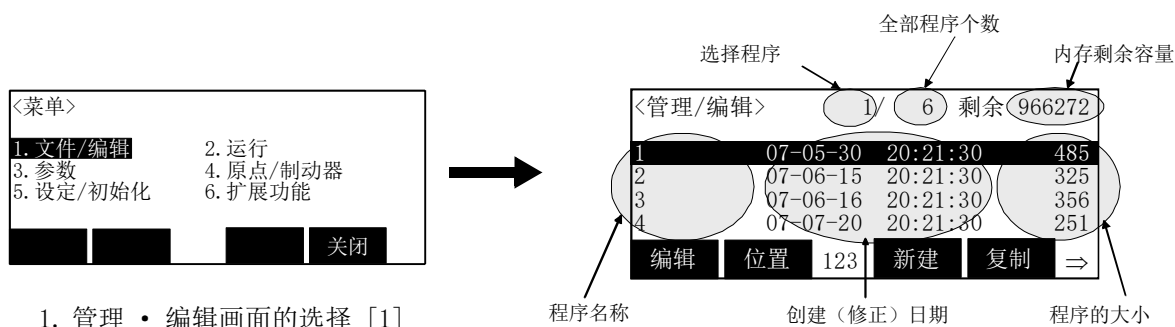 全部程序个数
选择程序
内存剩余容量
<菜单>
1.文件/编辑 2.运行
3.参数 4.原点/制动器
5.设定/初始化 6.扩展功能
关闭
<管理/编辑> 1/ 6 剩余 966272
1 07-05-30 20:21:30 485
2 07-06-15 20:21:30 325
3 07-06-16 20:21:30 356
4 07-07-20 20:21:30 251
编辑 位置 123 新建 复制 ⇒
程序名称
创建（修正）日期
程序的大小
1. 管理 • 编辑画面的选择 [1]